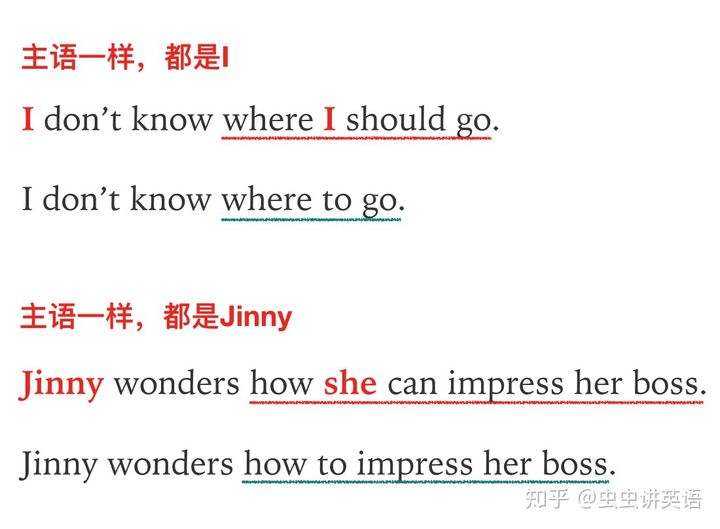 主语一样，都是I
I don’t know where I should go.
I don’t know where to go.
主语一样，都是Jinny
Jinny wonders how she can impress her boss.
Jinny wonders how to impress her boss.
知乎 @虫虫讲英语